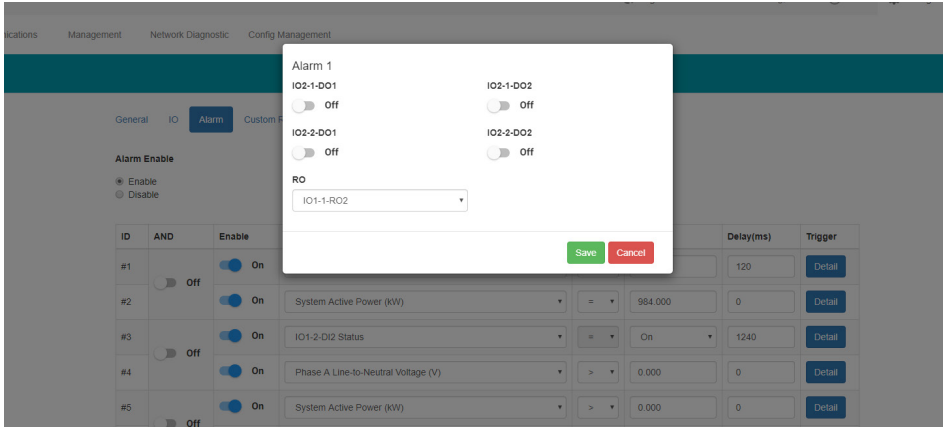 nications Management Network Diagnostic Config Management
Alarm 1
IO2-1-DO1 IO2-1-DO2
Off Off
IO2-2-DO1 IO2-2-DO2
Off Off
RO
IO1-1-RO2
Save Cancel
General IO Alarm Custom
Alarm Enable
Enable
Disable
ID AND Enable Delay(ms) Trigger
#1 On 120 Detail
Off
#2 On System Active Power (kW) = 984.000 0 Detail
#3 On IO1-2-DI2 Status = On 1240 Detail
Off
#4 On Phase A Line-to-Neutral Voltage (V) > 0.000 0 Detail
#5 On System Active Power (kW) > 0.000 0 Detail
Off